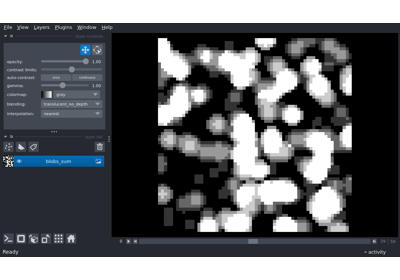 File View Layers Plugins Window Help
opacity: 1.00
contrast limits:
auto-contrast: once continuous
gamma: 1.00
colormap: gray
blending: translucent_no_depth
interpolation: nearest
blobs_sum
Ready
activity